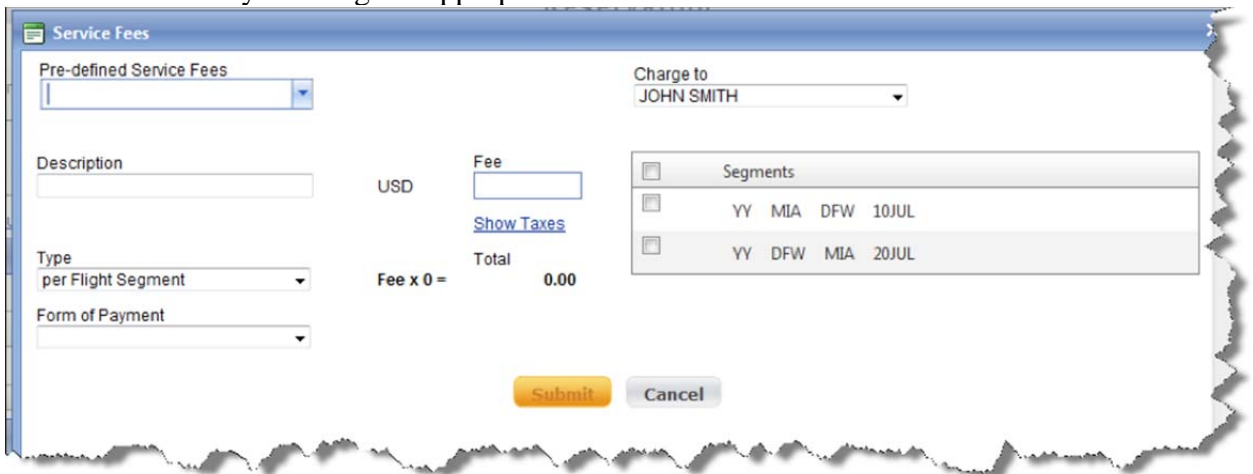 Service Fees
Pre-defined Service Fees
Charge to
JOHN SMITH
Description
USD
Fee
Show Taxes
Segments
YY MIA DFW 10JUL
YY DFW MIA 20JUL
Type
per Flight Segment
Fee x 0 =
Total
0.00
Form of Payment
Submit
Cancel